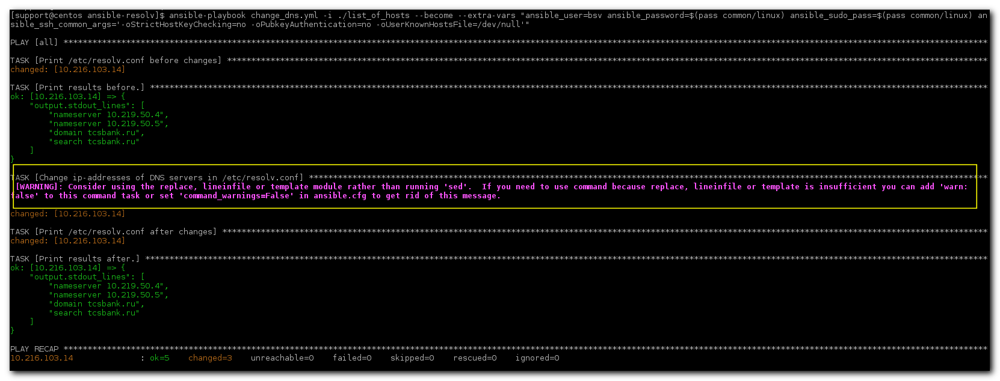 [support@centos ansible-resolv]$ ansible-playbook change_dns.yml -i ./list_of_hosts --become --extra-vars "ansible_user=bsv ansible_password=$(pass common/linux) ansible_sudo_pass=$(pass common/linux) an
sible_ssh_common_args='-oStrictHostKeyChecking=no -oPubkeyAuthentication=no -oUserKnownHostsFile=/dev/null'"
PLAY [all] ************************************************************************************************************************************************************************************************
TASK [Print /etc/resolv.conf before changes] **************************************************************************************************************************************************************
changed: [10.216.103.14]
TASK [Print results before.] ******************************************************************************************************************************************************************************
ok: [10.216.103.14] => {
    "output.stdout_lines": [
        "nameserver 10.219.50.4",
        "nameserver 10.219.50.5",
        "domain tcsbank.ru",
        "search tcsbank.ru"
    ]
}
TASK [Change ip-addresses of DNS servers in /etc/resolv.conf] *********************************************************************************************************************************************
 [WARNING]: Consider using the replace, lineinfile or template module rather than running 'sed'.  If you need to use command because replace, lineinfile or template is insufficient you can add 'warn:
false' to this command task or set 'command_warnings=False' in ansible.cfg to get rid of this message.
changed: [10.216.103.14]
TASK [Print /etc/resolv.conf after changes] ***************************************************************************************************************************************************************
changed: [10.216.103.14]
TASK [Print results after.] *******************************************************************************************************************************************************************************
ok: [10.216.103.14] => {
    "output.stdout_lines": [
        "nameserver 10.219.50.4",
        "nameserver 10.219.50.5",
        "domain tcsbank.ru",
        "search tcsbank.ru"
    ]
}
PLAY RECAP ************************************************************************************************************************************************************************************************
10.216.103.14              : ok=5    changed=3    unreachable=0    failed=0    skipped=0    rescued=0    ignored=0